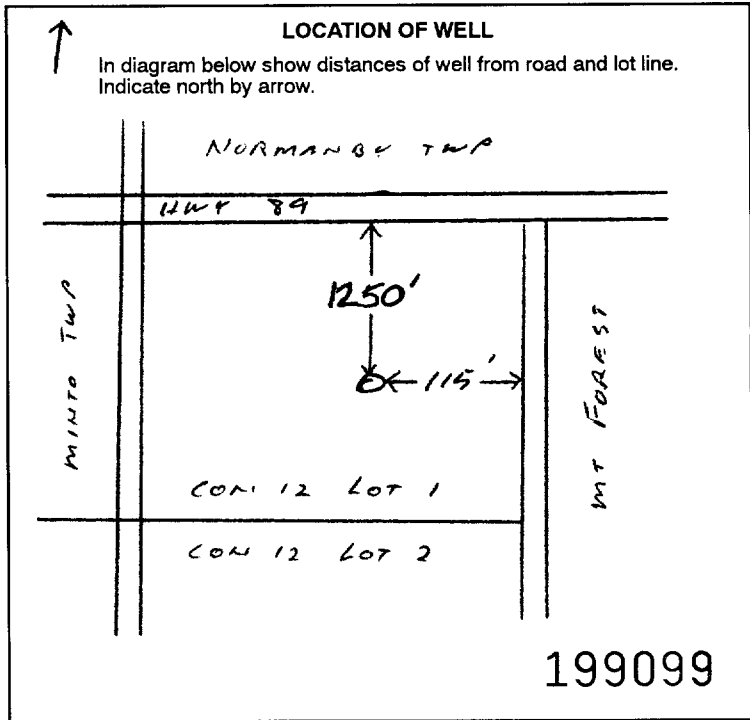 LOCATION OF WELL
In diagram below show distances of well from road and lot line.
Indicate north by arrow.
NORMANBY TWP
HWY 89
1250'
115'
MINTO TWP
MT FOREST
CON 12 LOT 1
CON 12 LOT 2
199099